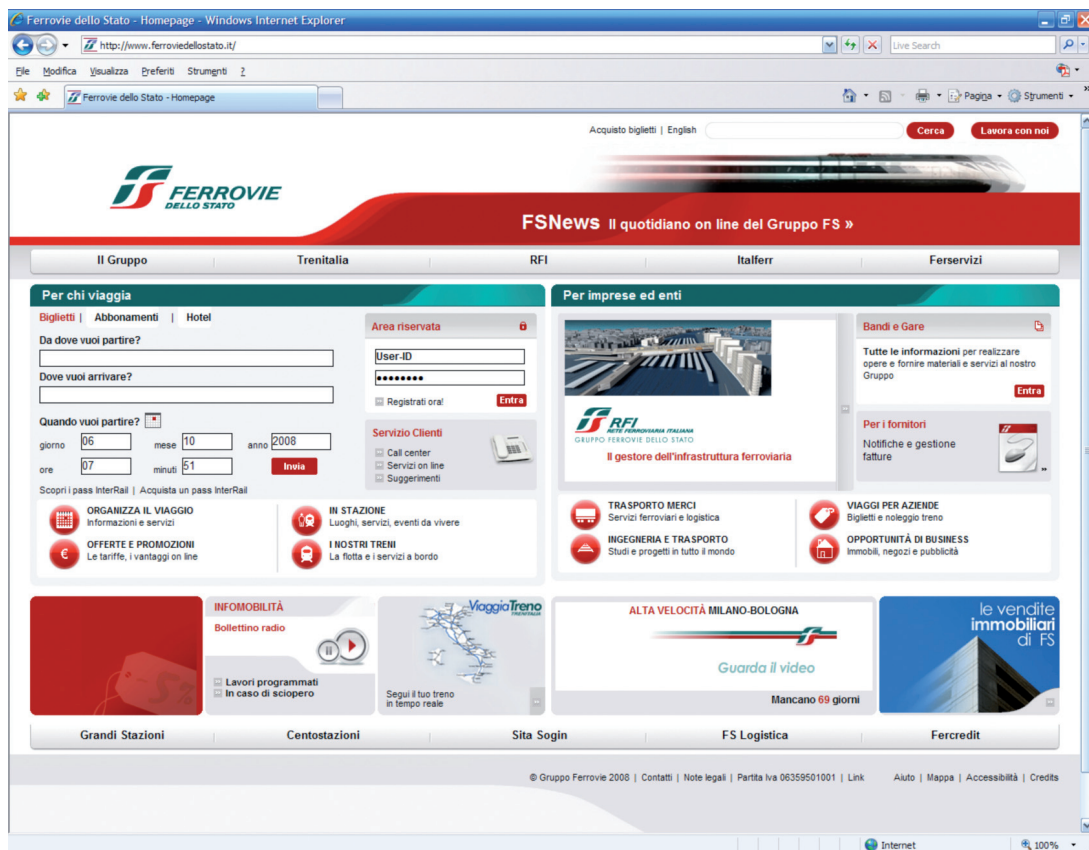 Ferrovie dello Stato - Homepage - Windows Internet Explorer
http://www.ferroviedellostato.it/
Live Search
File Modifica Visualizza Preferiti Strumenti ?
Ferrovie dello Stato - Homepage
Pagina
Strumenti
Acquisto biglietti | English
Cerca
Lavora con noi
FERROVIE
DELLO STATO
FSNews Il quotidiano on line del Gruppo FS »
Il Gruppo
Trenitalia
RFI
Italferr
Ferservizi
Per chi viaggia
Biglietti | Abbonamenti | Hotel
Da dove vuoi partire?
Dove vuoi arrivare?
Quando vuoi partire?
giorno 06 mese 10 anno 2008
ore 07 minuti 51 Invia
Scopri i pass InterRail | Acquista un pass InterRail
Area riservata
User-ID
••••••••
Registrati ora!
Entra
Servizio Clienti
Call center
Servizi on line
Suggerimenti
ORGANIZZA IL VIAGGIO
Informazioni e servizi
IN STAZIONE
Luoghi, servizi, eventi da vivere
OFFERTE E PROMOZIONI
Le tariffe, i vantaggi on line
I NOSTRI TRENI
La flotta e i servizi a bordo
Per imprese ed enti
RFI
RETE FERROVIARIA ITALIANA
GRUPPO FERROVIE DELLO STATO
Il gestore dell'infrastruttura ferroviaria
Bandi e Gare
Tutte le informazioni per realizzare
opere e fornire materiali e servizi al nostro
Gruppo
Entra
Per i fornitori
Notifiche e gestione
fatture
»
TRASPORTO MERCI
Servizi ferroviari e logistica
VIAGGI PER AZIENDE
Biglietti e noleggio treno
INGEGNERIA E TRASPORTO
Studi e progetti in tutto il mondo
OPPORTUNITÀ DI BUSINESS
Immobili, negozi e pubblicità
5%
INFOMOBILITÀ
Bollettino radio
Lavori programmati
In caso di sciopero
ViaggiaTreno
TRENITALIA
Segui il tuo treno
in tempo reale
ALTA VELOCITÀ MILANO-BOLOGNA
Guarda il video
Mancano 69 giorni
le vendite
immobiliari
di FS
Grandi Stazioni
Centostazioni
Sita Sogin
FS Logistica
Fercredit
© Gruppo Ferrovie 2008 | Contatti | Note legali | Partita Iva 06359501001 | Link
Aiuto | Mappa | Accessibilità | Credits
Internet
100%